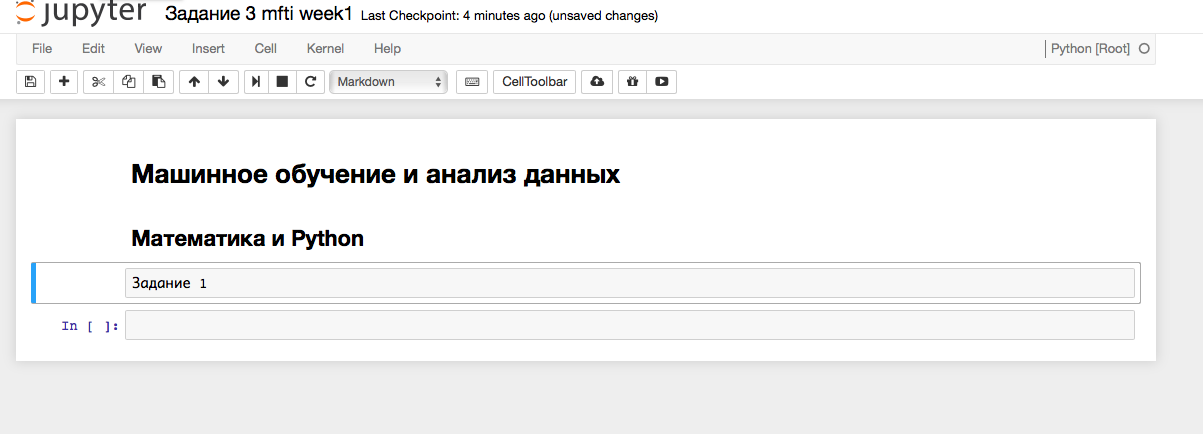 jupyter Задание 3 mfti week1 Last Checkpoint: 4 minutes ago (unsaved changes)
File Edit View Insert Cell Kernel Help Python [Root]
Markdown CellToolbar
Машинное обучение и анализ данных
Математика и Python
Задание 1
In [ ]: